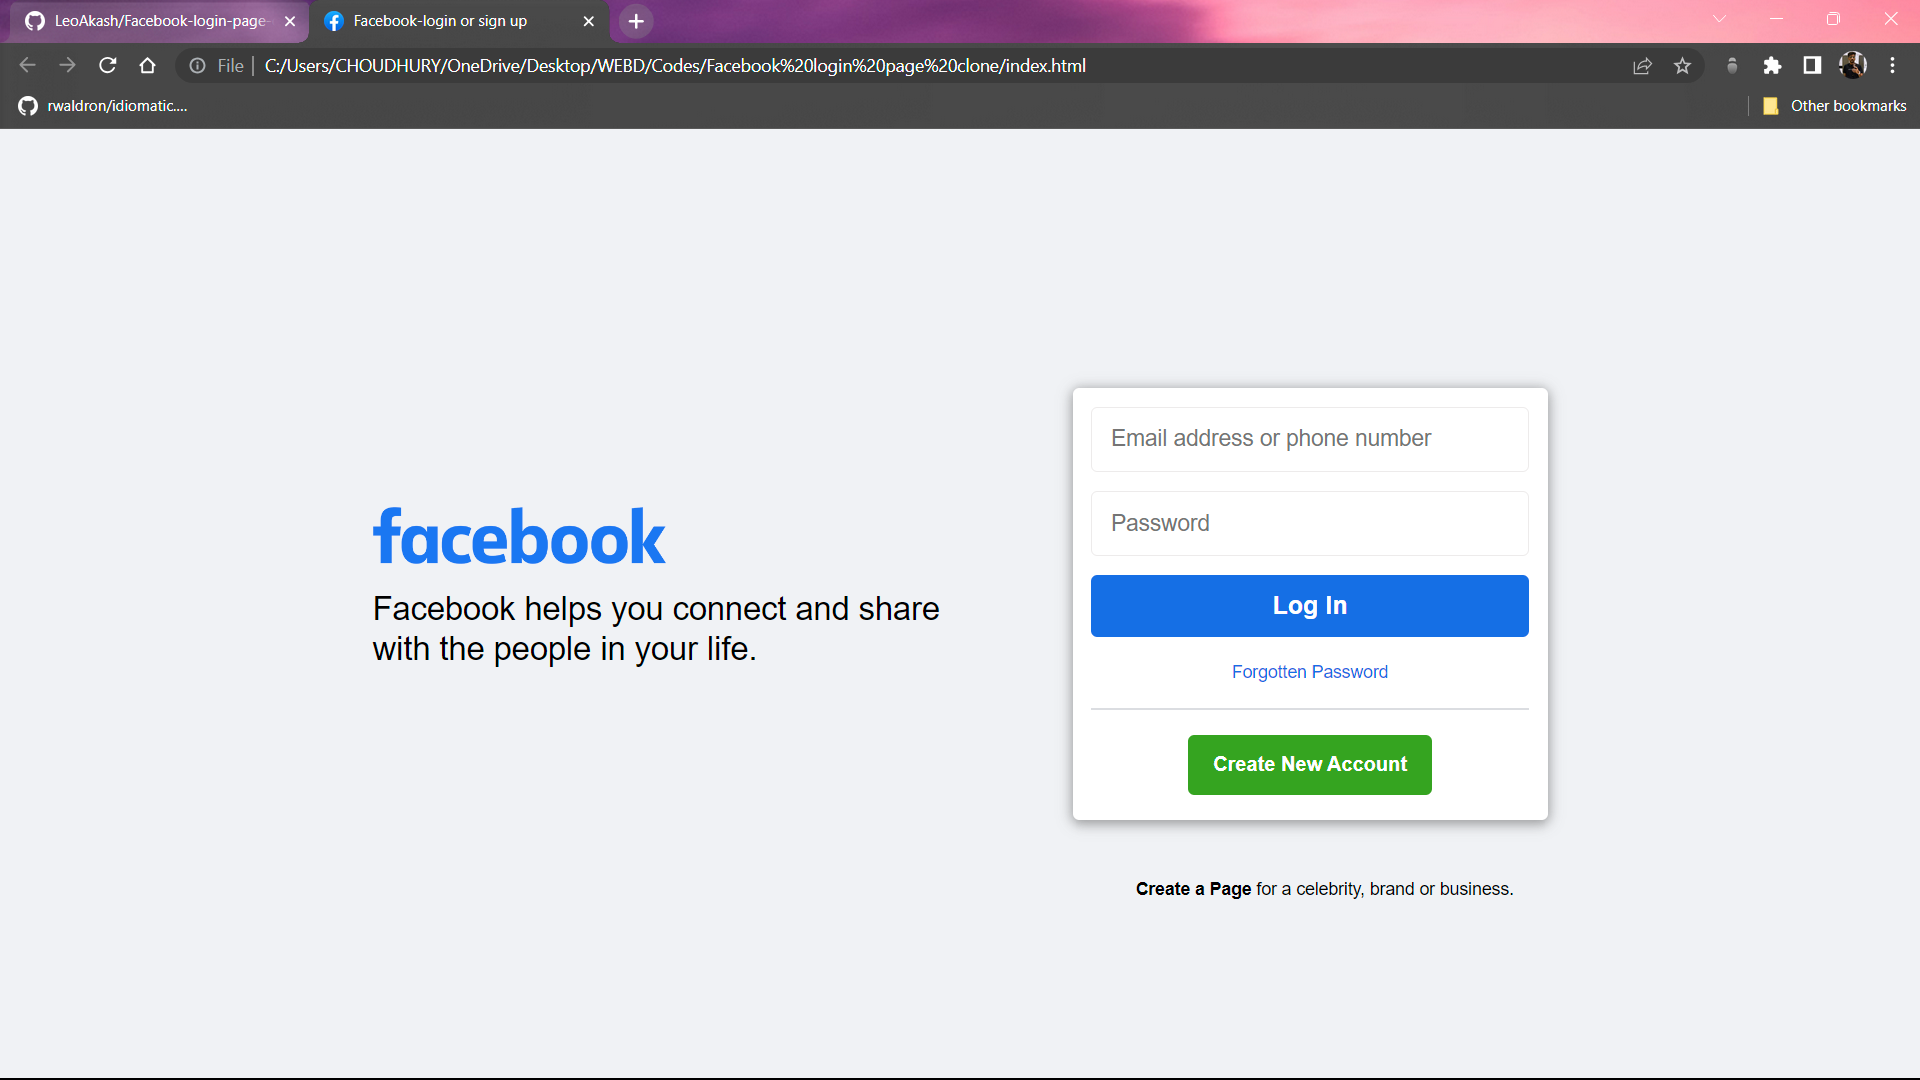 LeoAkash/Facebook-login-page-
Facebook-login or sign up
File
C:/Users/CHOUDHURY/OneDrive/Desktop/WEBD/Codes/Facebook%20login%20page%20clone/index.html
rwaldron/idiomatic....
Other bookmarks
facebook
Facebook helps you connect and share
with the people in your life.
Email address or phone number
Password
Log In
Forgotten Password
Create New Account
Create a Page for a celebrity, brand or business.